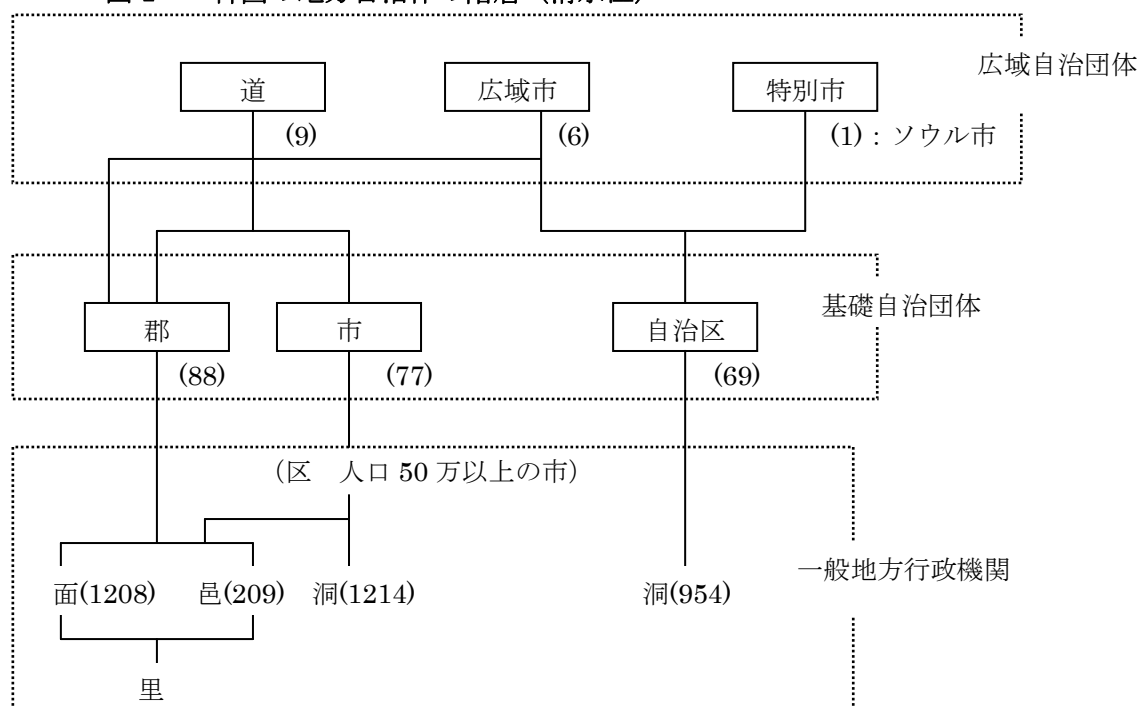 広域自治団体
道 広域市 特別市
(9) (6) (1)：ソウル市
基礎自治団体
郡 市 自治区
(88) (77) (69)
(区　人口 50 万以上の市)
一般地方行政機関
面(1208) 邑(209) 洞(1214) 洞(954)
里